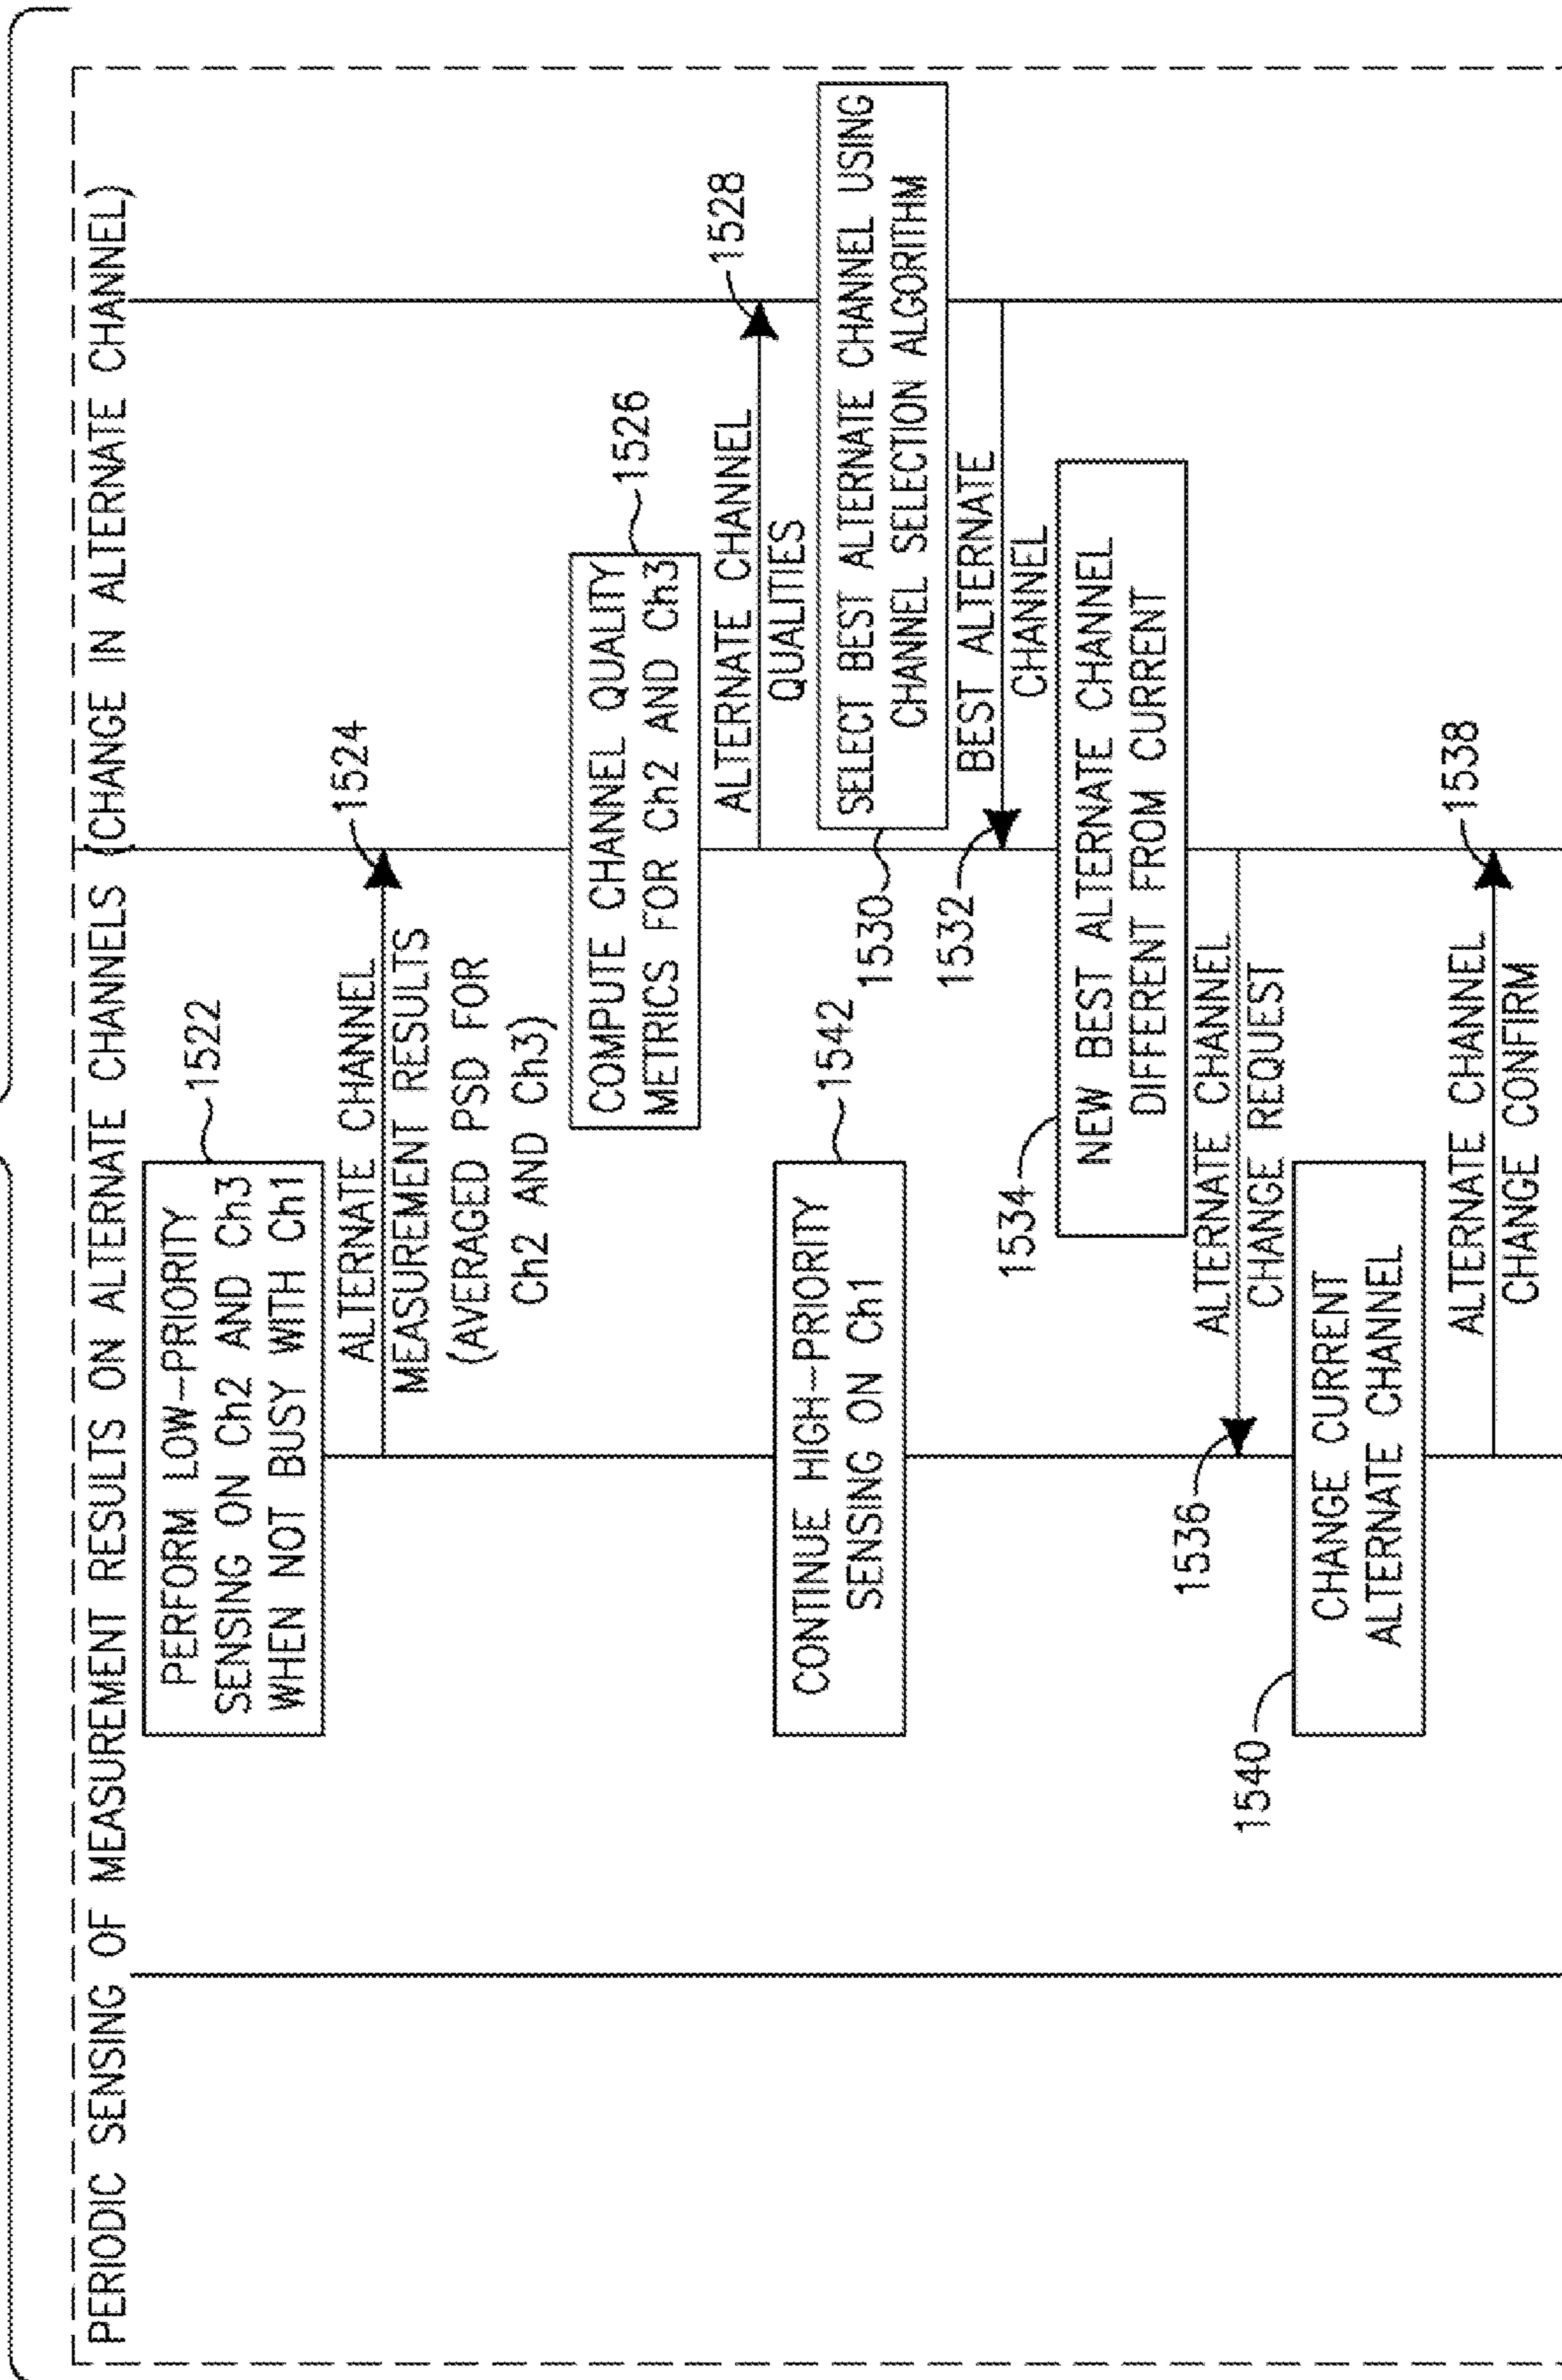 PERIODIC SENSING OF MEASUREMENT RESULTS ON ALTERNATE CHANNELS (CHANGE IN ALTERNATE CHANNEL)
PERFORM LOW-PRIORITY
SENSING ON Ch2 AND Ch3
WHEN NOT BUSY WITH Ch1
1522
ALTERNATE CHANNEL
MEASUREMENT RESULTS
(AVERAGED PSD FOR
Ch2 AND Ch3)
1524
COMPUTE CHANNEL QUALITY
METRICS FOR Ch2 AND Ch3
1526
ALTERNATE CHANNEL
QUALITIES
1528
CONTINUE HIGH-PRIORITY
SENSING ON Ch1
1542
1530
SELECT BEST ALTERNATE CHANNEL USING
CHANNEL SELECTION ALGORITHM
1532
BEST ALTERNATE
CHANNEL
1534
NEW BEST ALTERNATE CHANNEL
DIFFERENT FROM CURRENT
1536
ALTERNATE CHANNEL
CHANGE REQUEST
1540
CHANGE CURRENT
ALTERNATE CHANNEL
ALTERNATE CHANNEL
CHANGE CONFIRM
1538